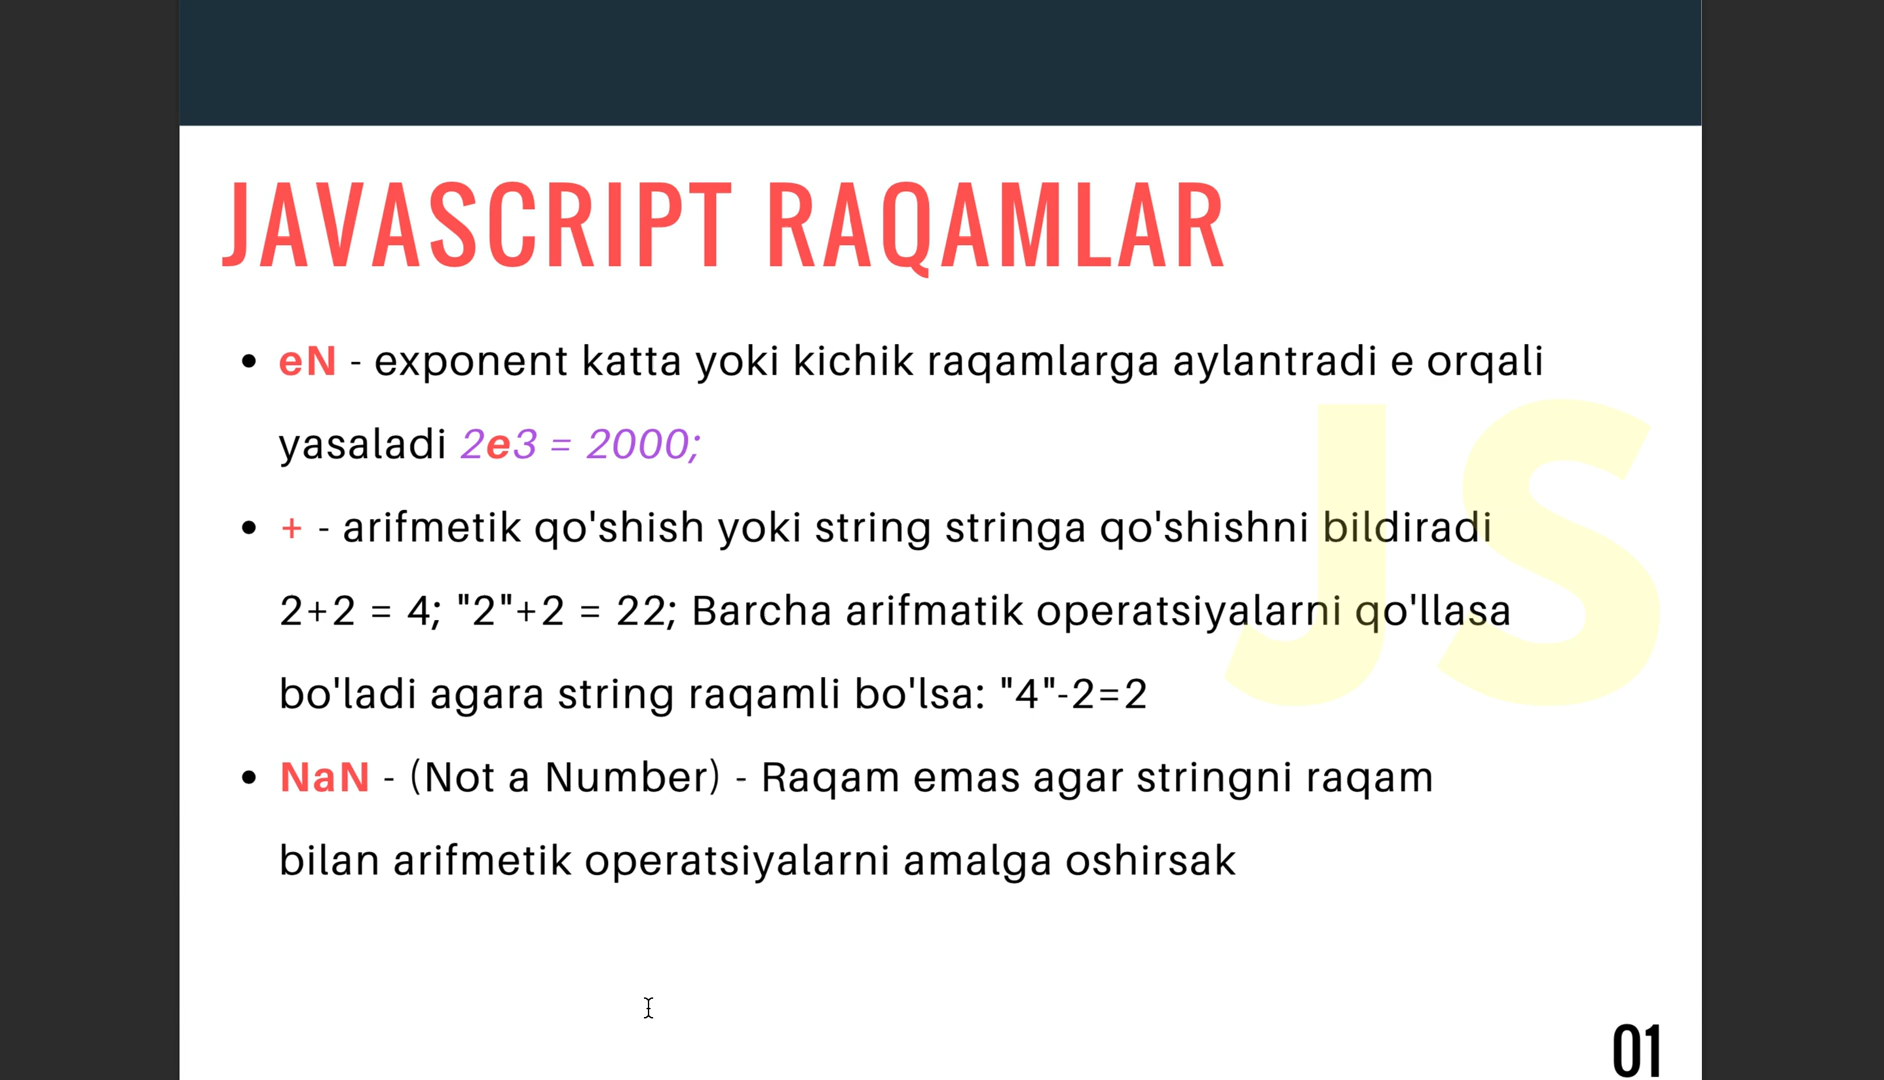 JAVASCRIPT RAQAMLAR
• eN - exponent katta yoki kichik raqamlarga aylantradi e orqali
yasaladi 2e3 = 2000;
• + - arifmetik qo'shish yoki string stringa qo'shishni bildiradi
2+2 = 4; "2"+2 = 22; Barcha arifmatik operatsiyalarni qo'llasa
bo'ladi agara string raqamli bo'lsa: "4"-2=2
• NaN - (Not a Number) - Raqam emas agar stringni raqam
bilan arifmetik operatsiyalarni amalga oshirsak
JS
01